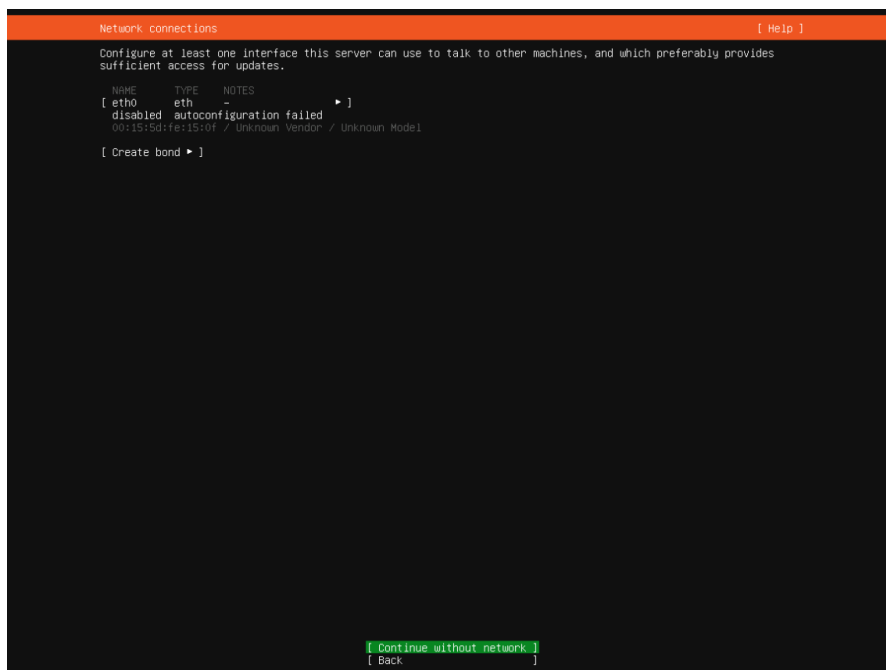 Network connections [ Help ]
Configure at least one interface this server can use to talk to other machines, and which preferably provides
sufficient access for updates.
NAME TYPE NOTES
[ eth0 eth - ▸ ]
disabled autoconfiguration failed
00:15:5d:fe:15:0f / Unknown Vendor / Unknown Model
[ Create bond ▸ ]
[ Continue without network ]
[ Back ]